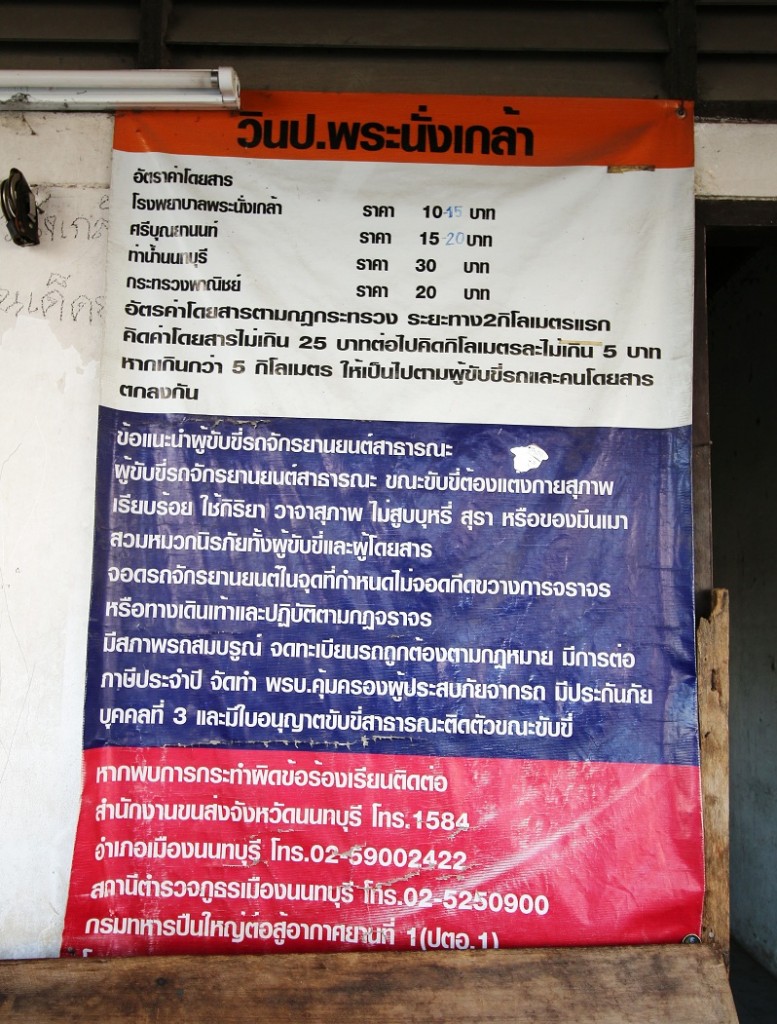 วินป.พระนั่งเกล้า
อัตราค่าโดยสาร
โรงพยาบาลพระนั่งเกล้า ราคา 10-15 บาท
ศรีบุณยานนท์ ราคา 15-20 บาท
ท่าน้ำนนทบุรี ราคา 30 บาท
กระทรวงพาณิชย์ ราคา 20 บาท
อัตรค่าโดยสารตามกฎกระทรวง ระยะทาง2กิโลเมตรแรก
คิดค่าโดยสารไม่เกิน 25 บาทต่อไปคิดกิโลเมตรละไม่เกิน 5 บาท
หากเกินกว่า 5 กิโลเมตร ให้เป็นไปตามผู้ขับขี่รถและคนโดยสาร
ตกลงกัน
ข้อแนะนำผู้ขับขี่รถจักรยานยนต์สาธารณะ
ผู้ขับขี่รถจักรยานยนต์สาธารณะ ขณะขับขี่ต้องแต่งกายสุภาพ
เรียบร้อย ใช้กิริยา วาจาสุภาพ ไม่สูบบุหรี่ สุรา หรือของมึนเมา
สวมหมวกนิรภัยทั้งผู้ขับขี่และผู้โดยสาร
จอดรถจักรยานยนต์ในจุดที่กำหนดไม่จอดกีดขวางการจราจร
หรือทางเดินเท้าและปฏิบัติตามกฎจราจร
มีสภาพรถสมบรูณ์ จดทะเบียนรถถูกต้องตามกฎหมาย มีการต่อ
ภาษีประจำปี จัดทำ พรบ.คุ้มครองผู้ประสบภัยจากรถ มีประกันภัย
บุคคลที่ 3 และมีใบอนุญาตขับขี่สาธารณะติดตัวขณะขับขี่
หากพบการกระทำผิดข้อร้องเรียนติดต่อ
สำนักงานขนส่งจังหวัดนนทบุรี โทร.1584
อำเภอเมืองนนทบุรี โทร.02-59002422
สถานีตำรวจภูธรเมืองนนทบุรี โทร.02-5250900
กรมทหารปืนใหญ่ต่อสู้อากาศยานที่ 1(ปตอ.1)